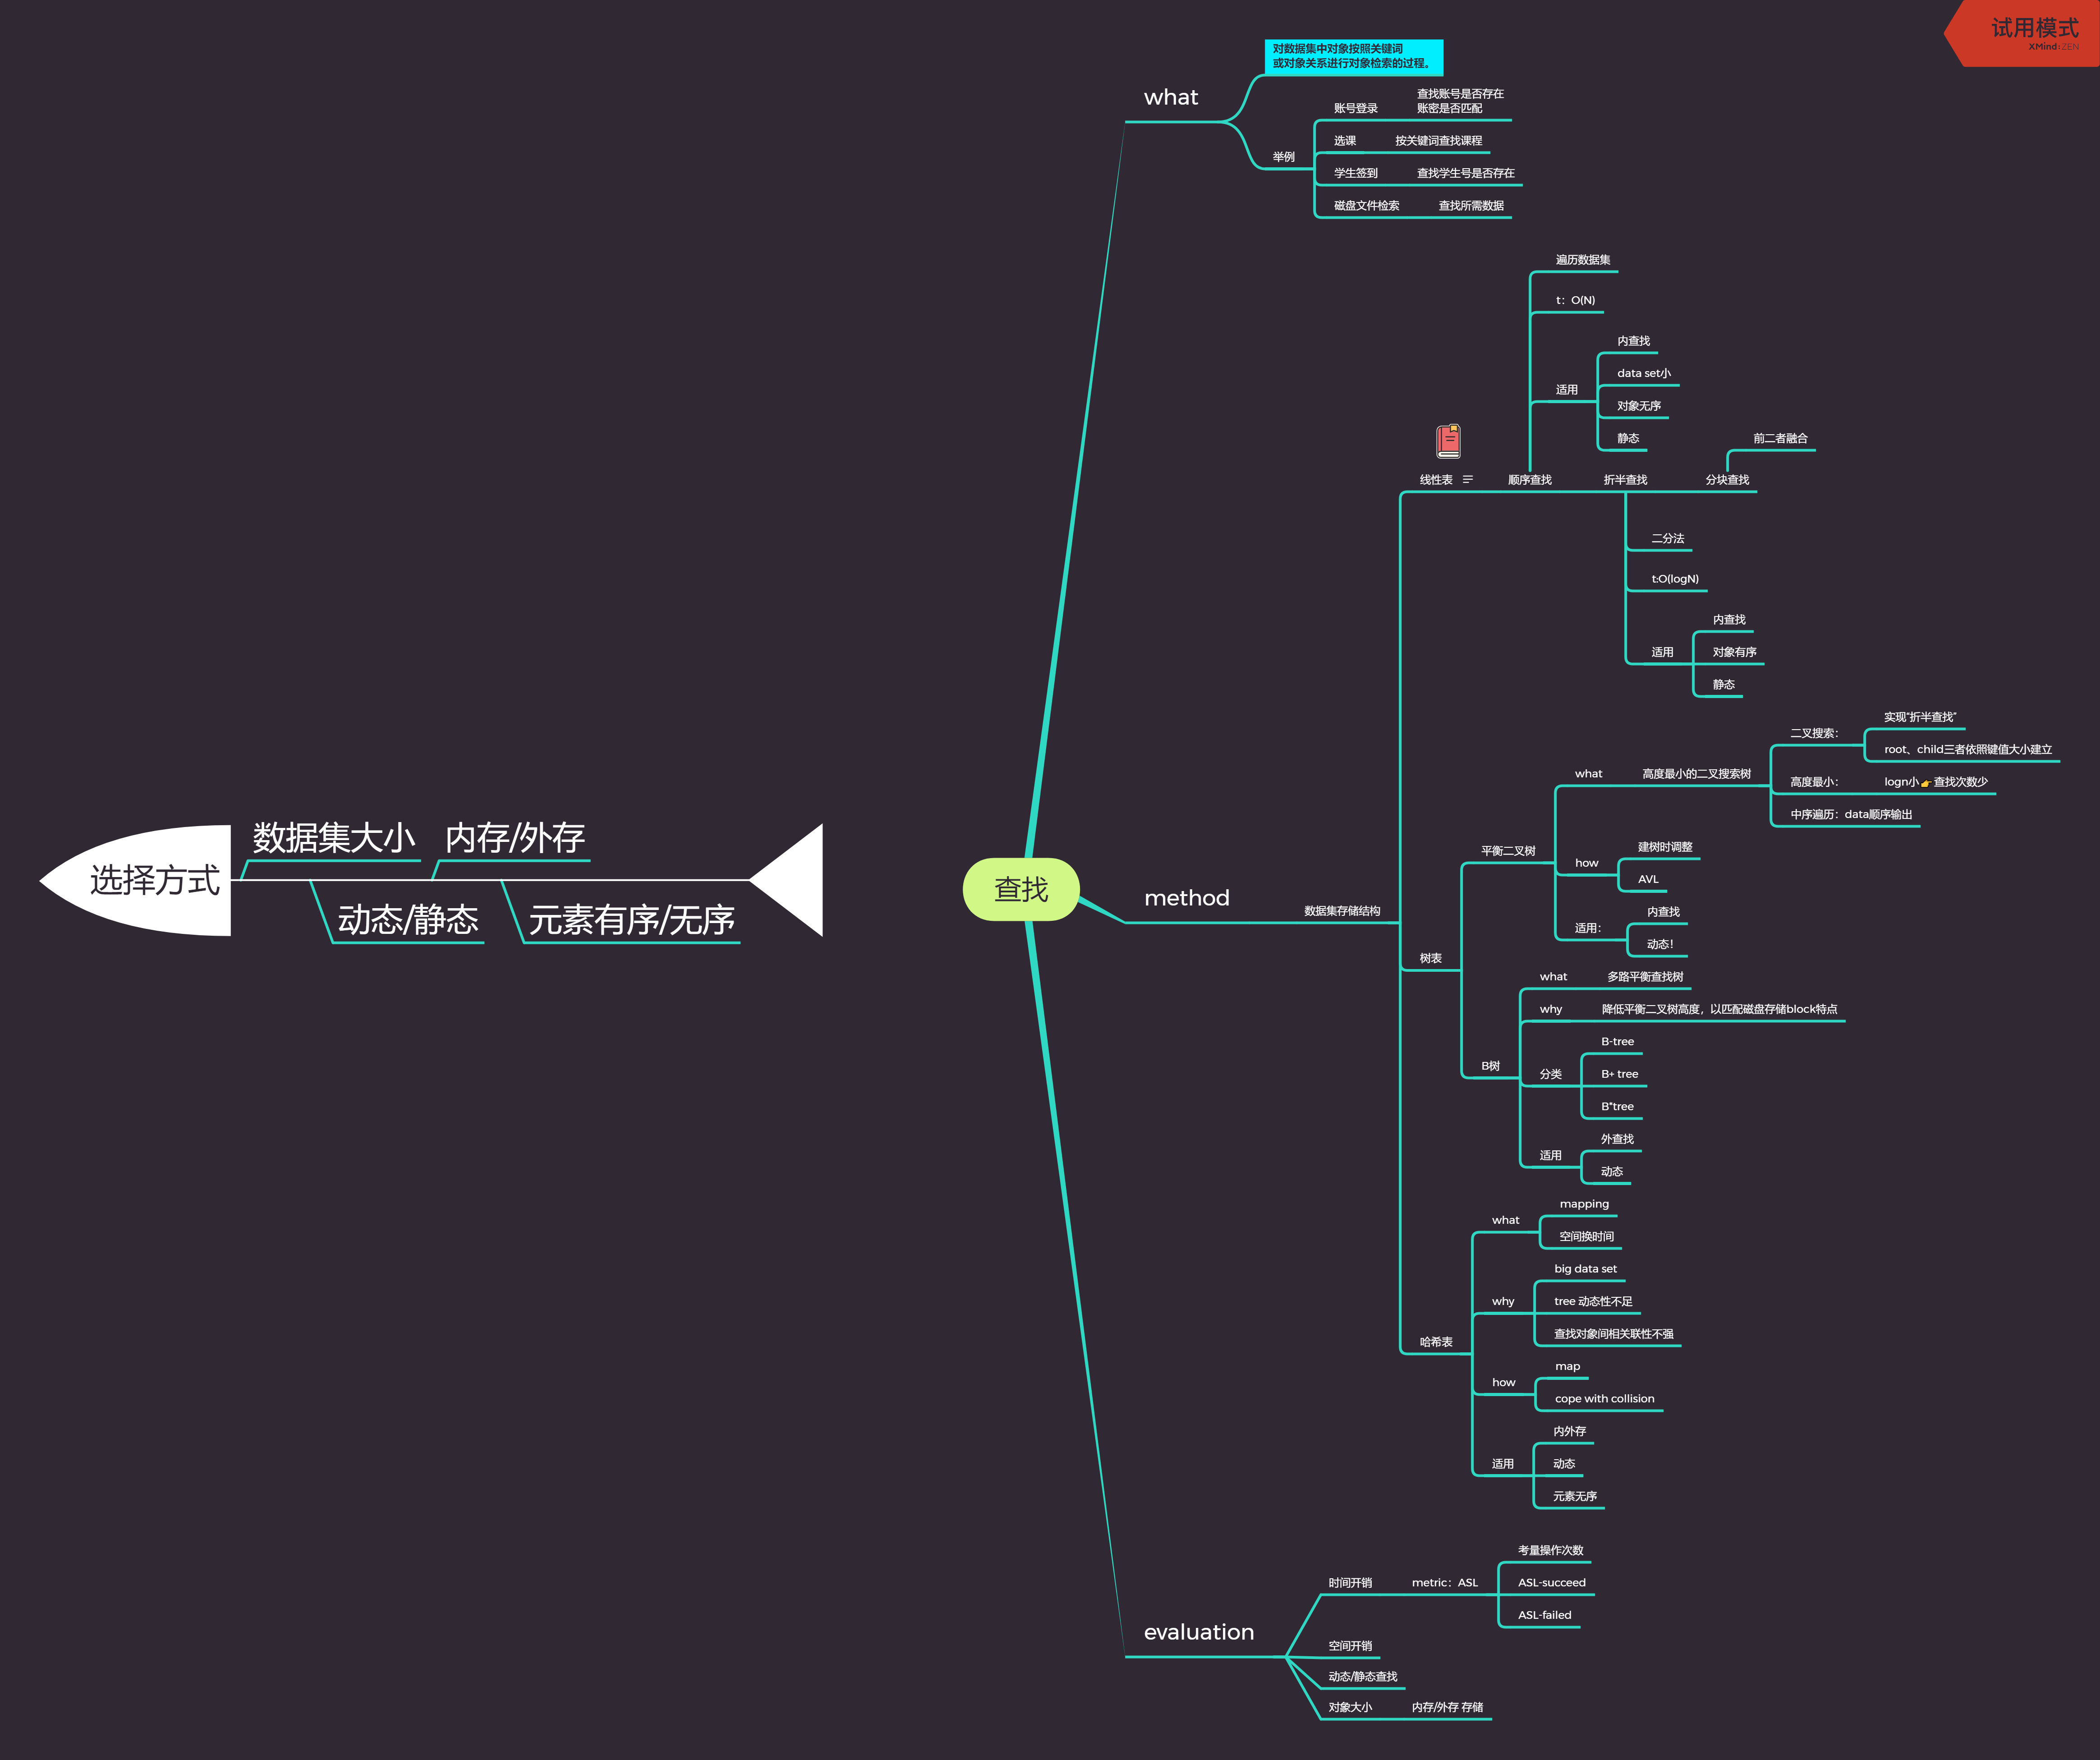 试用模式
XMind:ZEN
选择方式
数据集大小
内存/外存
动态/静态
元素有序/无序
查找
what
对数据集中对象按照关键词
或对象关系进行对象检索的过程。
举例
账号登录
查找账号是否存在
账密是否匹配
选课
按关键词查找课程
学生签到
查找学生号是否存在
磁盘文件检索
查找所需数据
method
数据集存储结构
线性表
顺序查找
遍历数据集
t：O(N)
适用
内查找
data set小
对象无序
静态
折半查找
二分法
t:O(logN)
适用
内查找
对象有序
静态
分块查找
前二者融合
树表
平衡二叉树
what
高度最小的二叉搜索树
二叉搜索：
实现“折半查找”
root、child三者依照键值大小建立
高度最小：
logn小👉查找次数少
中序遍历：data顺序输出
how
建树时调整
AVL
适用：
内查找
动态！
B树
what
多路平衡查找树
why
降低平衡二叉树高度，以匹配磁盘存储block特点
分类
B-tree
B+ tree
B*tree
适用
外查找
动态
哈希表
what
mapping
空间换时间
why
big data set
tree 动态性不足
查找对象间相关联性不强
how
map
cope with collision
适用
内外存
动态
元素无序
evaluation
时间开销
metric：ASL
考量操作次数
ASL-succeed
ASL-failed
空间开销
动态/静态查找
对象大小
内存/外存 存储